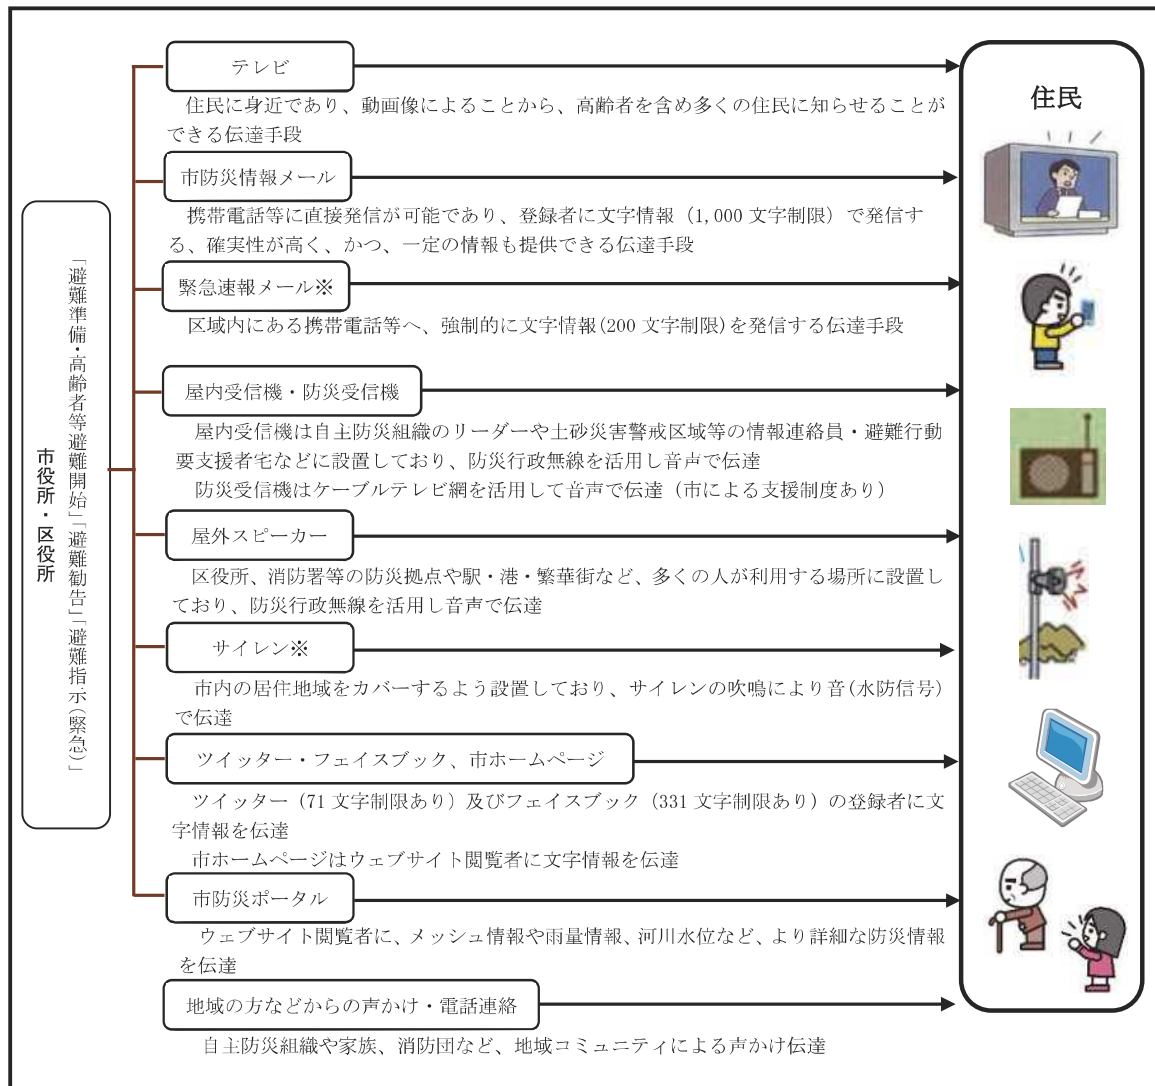 市役所・区役所
「避難準備・高齢者等避難開始」「避難勧告」「避難指示(緊急)」
テレビ
住民に身近であり、動画像によることから、高齢者を含め多くの住民に知らせることが
できる伝達手段
市防災情報メール
携帯電話等に直接発信が可能であり、登録者に文字情報（1,000 文字制限）で発信す
る、確実性が高く、かつ、一定の情報も提供できる伝達手段
緊急速報メール※
区域内にある携帯電話等へ、強制的に文字情報(200 文字制限)を発信する伝達手段
屋内受信機・防災受信機
屋内受信機は自主防災組織のリーダーや土砂災害警戒区域等の情報連絡員・避難行動
要支援者宅などに設置しており、防災行政無線を活用し音声で伝達
防災受信機はケーブルテレビ網を活用して音声で伝達（市による支援制度あり）
屋外スピーカー
区役所、消防署等の防災拠点や駅・港・繁華街など、多くの人が利用する場所に設置し
ており、防災行政無線を活用し音声で伝達
サイレン※
市内の居住地域をカバーするよう設置しており、サイレンの吹鳴により音(水防信号)
で伝達
ツイッター・フェイスブック、市ホームページ
ツイッター（71 文字制限あり）及びフェイスブック（331 文字制限あり）の登録者に文
字情報を伝達
市ホームページはウェブサイト閲覧者に文字情報を伝達
市防災ポータル
ウェブサイト閲覧者に、メッシュ情報や雨量情報、河川水位など、より詳細な防災情報
を伝達
地域の方などからの声かけ・電話連絡
自主防災組織や家族、消防団など、地域コミュニティによる声かけ伝達
住民